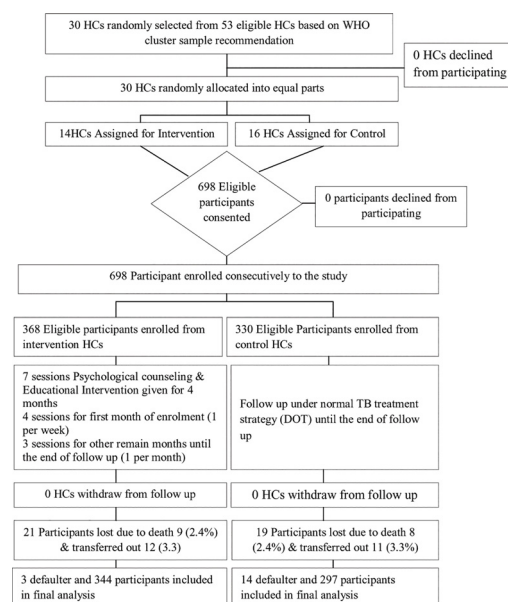 30 HCs randomly selected from 53 eligible HCs based on WHO
cluster sample recommendation
0 HCs declined
from participating
30 HCs randomly allocated into equal parts
14HCs Assigned for Intervention
16 HCs Assigned for Control
698 Eligible
participants
consented
0 participants declined from
participating
698 Participant enrolled consecutively to the study
368 Eligible participants enrolled from
intervention HCs
330 Eligible Participants enrolled from
control HCs
7 sessions Psychological counseling &
Educational Intervention given for 4
months
4 sessions for first month of enrolment (1
per week)
3 sessions for other remain months until
the end of follow up (1 per month)
Follow up under normal TB treatment
strategy (DOT) until the end of follow
up
0 HCs withdraw from follow up
0 HCs withdraw from follow up
21 Participants lost due to death 9 (2.4%)
& transferred out 12 (3.3)
19 Participants lost due to death 8
(2.4%) & transferred out 11 (3.3%)
3 defaulter and 344 participants included
in final analysis
14 defaulter and 297 participants
included in final analysis